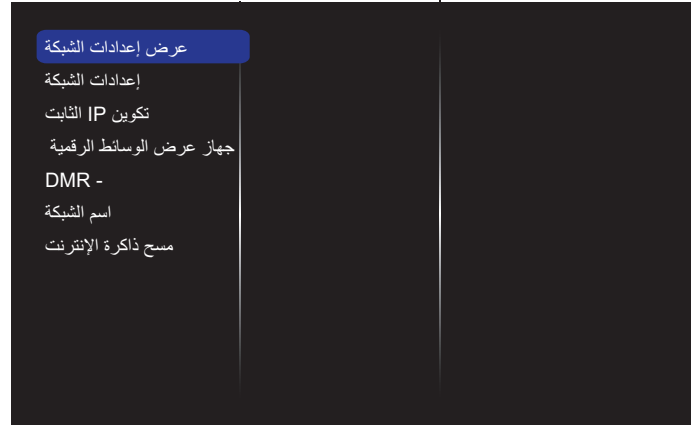 عرض إعدادات الشبكة
إعدادات الشبكة
تكوين IP الثابت
جهاز عرض الوسائط الرقمية
DMR -
اسم الشبكة
مسح ذاكرة الإنترنت